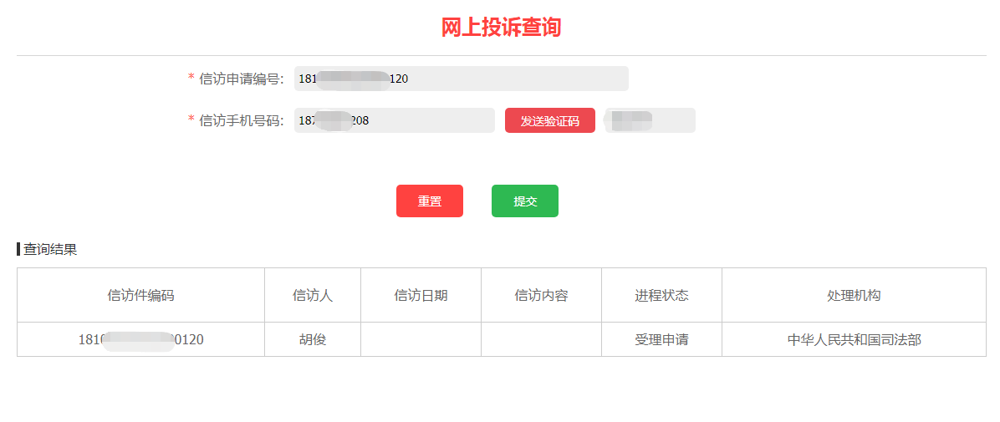 网上投诉查询
* 信访申请编号: 181 120
* 信访手机号码: 187 208 发送验证码
重置 提交
查询结果
信访件编码 信访人 信访日期 信访内容 进程状态 处理机构
181 0120 胡俊 受理申请 中华人民共和国司法部